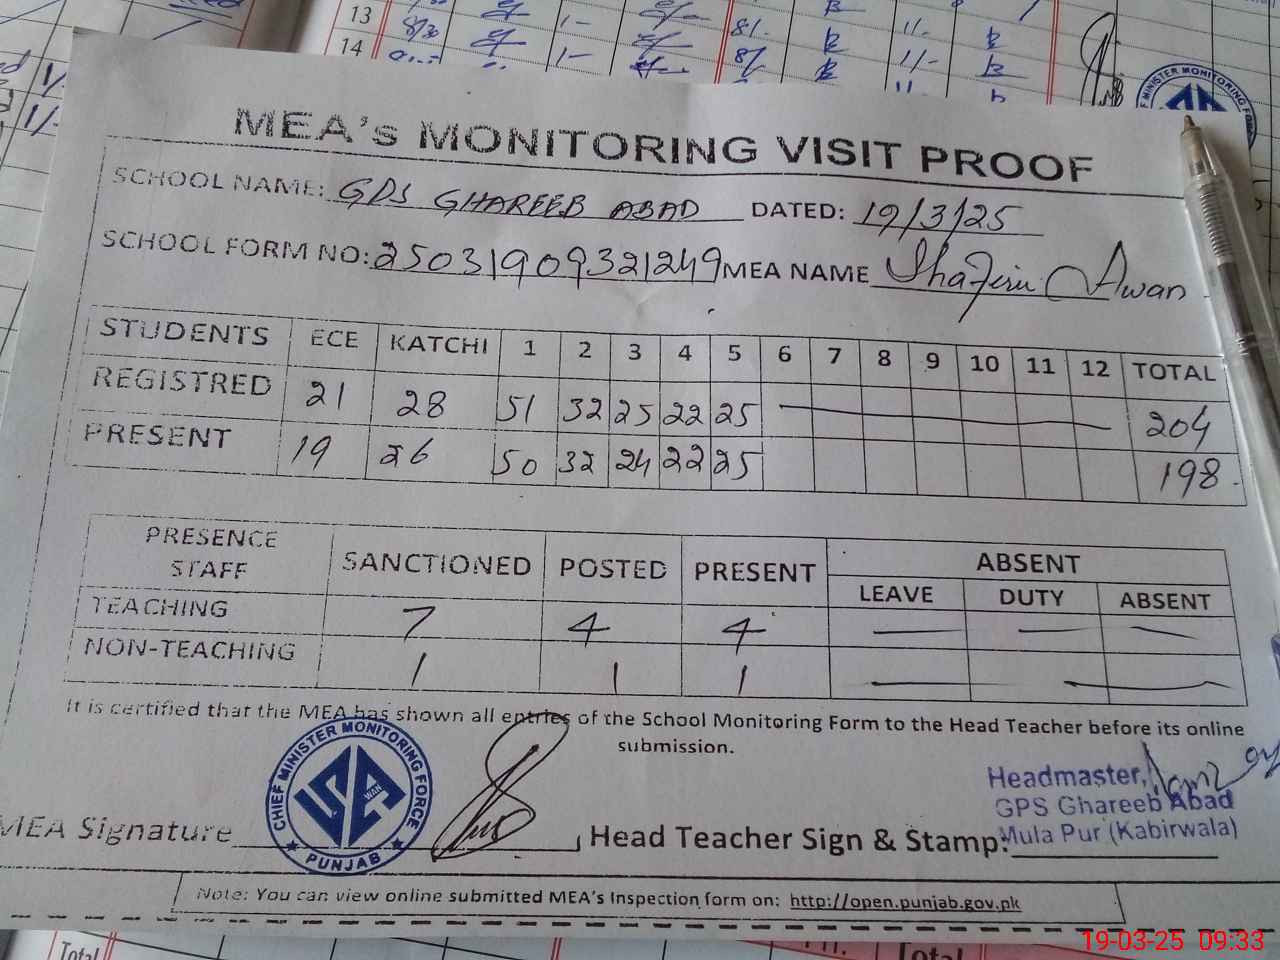 13
14
MEA's MONITORING VISIT PROOF
SCHOOL NAME: GPS GHAREEB ABAD DATED: 19/3/25
SCHOOL FORM NO: 25031909321249 MEA NAME Awan
STUDENTS ECE KATCHI 1 2 3 4 5 6 7 8 9 10 11 12 TOTAL
REGISTRED 21 28 51 32 25 22 25 204
PRESENT 19 26 50 32 24 22 25 198
PRESENCE STAFF SANCTIONED POSTED PRESENT ABSENT
LEAVE DUTY ABSENT
TEACHING 7 4 4 — — —
NON-TEACHING 1 1 1 — —
It is certified that the MEA has shown all entries of the School Monitoring Form to the Head Teacher before its online
submission.
CHIEF MINISTER MONITORING FORCE
PUNJAB
Headmaster,
GPS Ghareeb Abad
Mula Pur (Kabirwala)
MEA Signature Head Teacher Sign & Stamp:
Note: You can view online submitted MEA's Inspection form on: http://open.punjab.gov.pk
Total Total
19-03-25 09:33